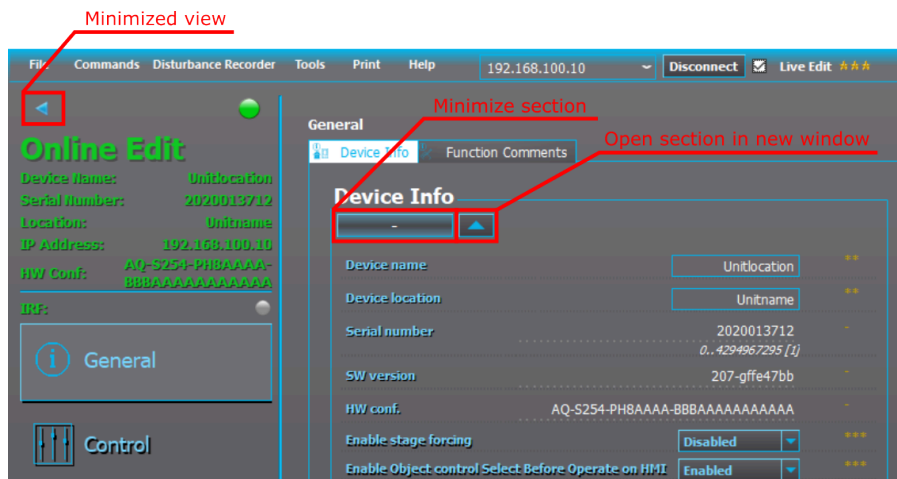 Minimized view
File Commands Disturbance Recorder Tools Print Help 192.168.100.10 Disconnect Live Edit ***
Minimize section
Open section in new window
General
Device Info Function Comments
Online Edit
Device Name: Unitlocation
Serial Number: 2020013712
Location: Unitname
IP Address: 192.168.100.10
HW Conf: AQ-S254-PH8AAAA-
BBBAAAAAAAAAAA
IRF:
General
Control
Device Info
-
Device name Unitlocation **
Device location Unitname **
Serial number 2020013712 -
0..4294967295 [1]
SW version 207-gffe47bb -
HW conf. AQ-S254-PH8AAAA-BBBAAAAAAAAAAA -
Enable stage forcing Disabled ***
Enable Object control Select Before Operate on HMI Enabled ***